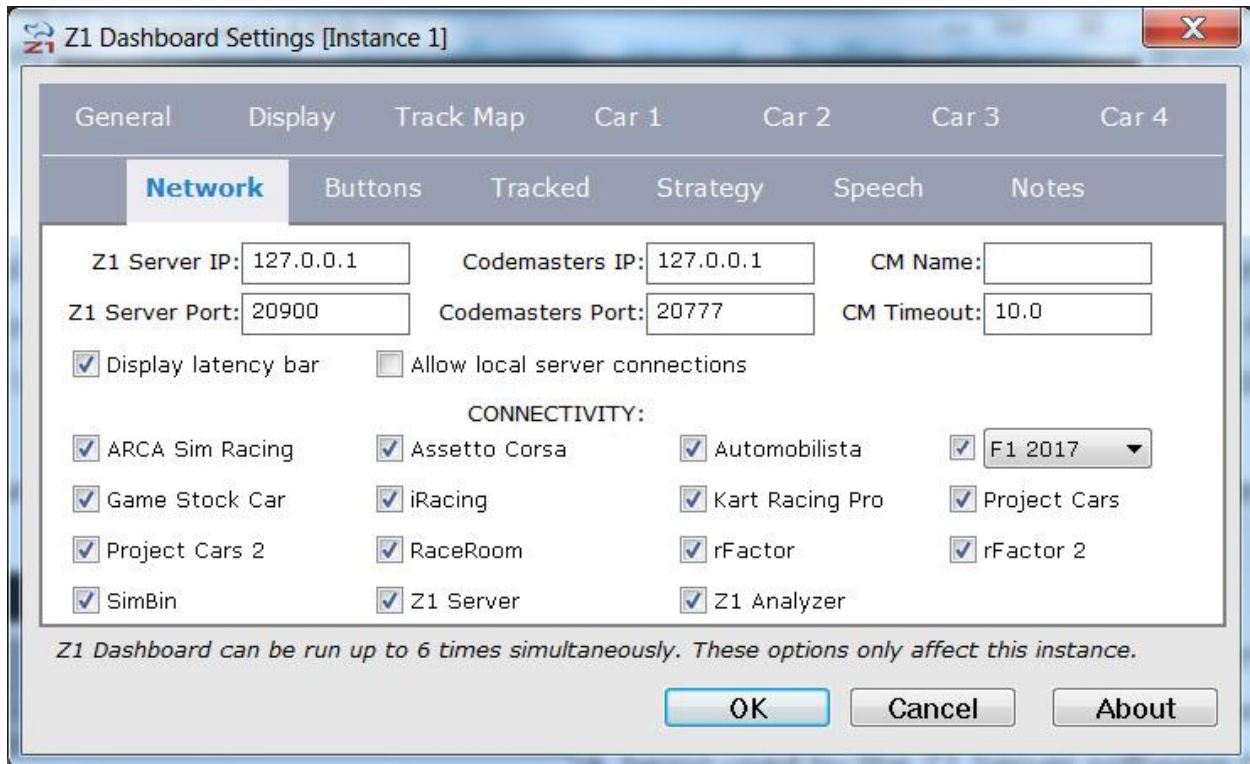 Z1 Z1 Dashboard Settings [Instance 1] X
General Display Track Map Car 1 Car 2 Car 3 Car 4
Network Buttons Tracked Strategy Speech Notes
Z1 Server IP: 127.0.0.1 Codemasters IP: 127.0.0.1 CM Name:
Z1 Server Port: 20900 Codemasters Port: 20777 CM Timeout: 10.0
Display latency bar Allow local server connections
CONNECTIVITY:
ARCA Sim Racing Assetto Corsa Automobilista F1 2017
Game Stock Car iRacing Kart Racing Pro Project Cars
Project Cars 2 RaceRoom rFactor rFactor 2
SimBin Z1 Server Z1 Analyzer
Z1 Dashboard can be run up to 6 times simultaneously. These options only affect this instance.
OK Cancel About